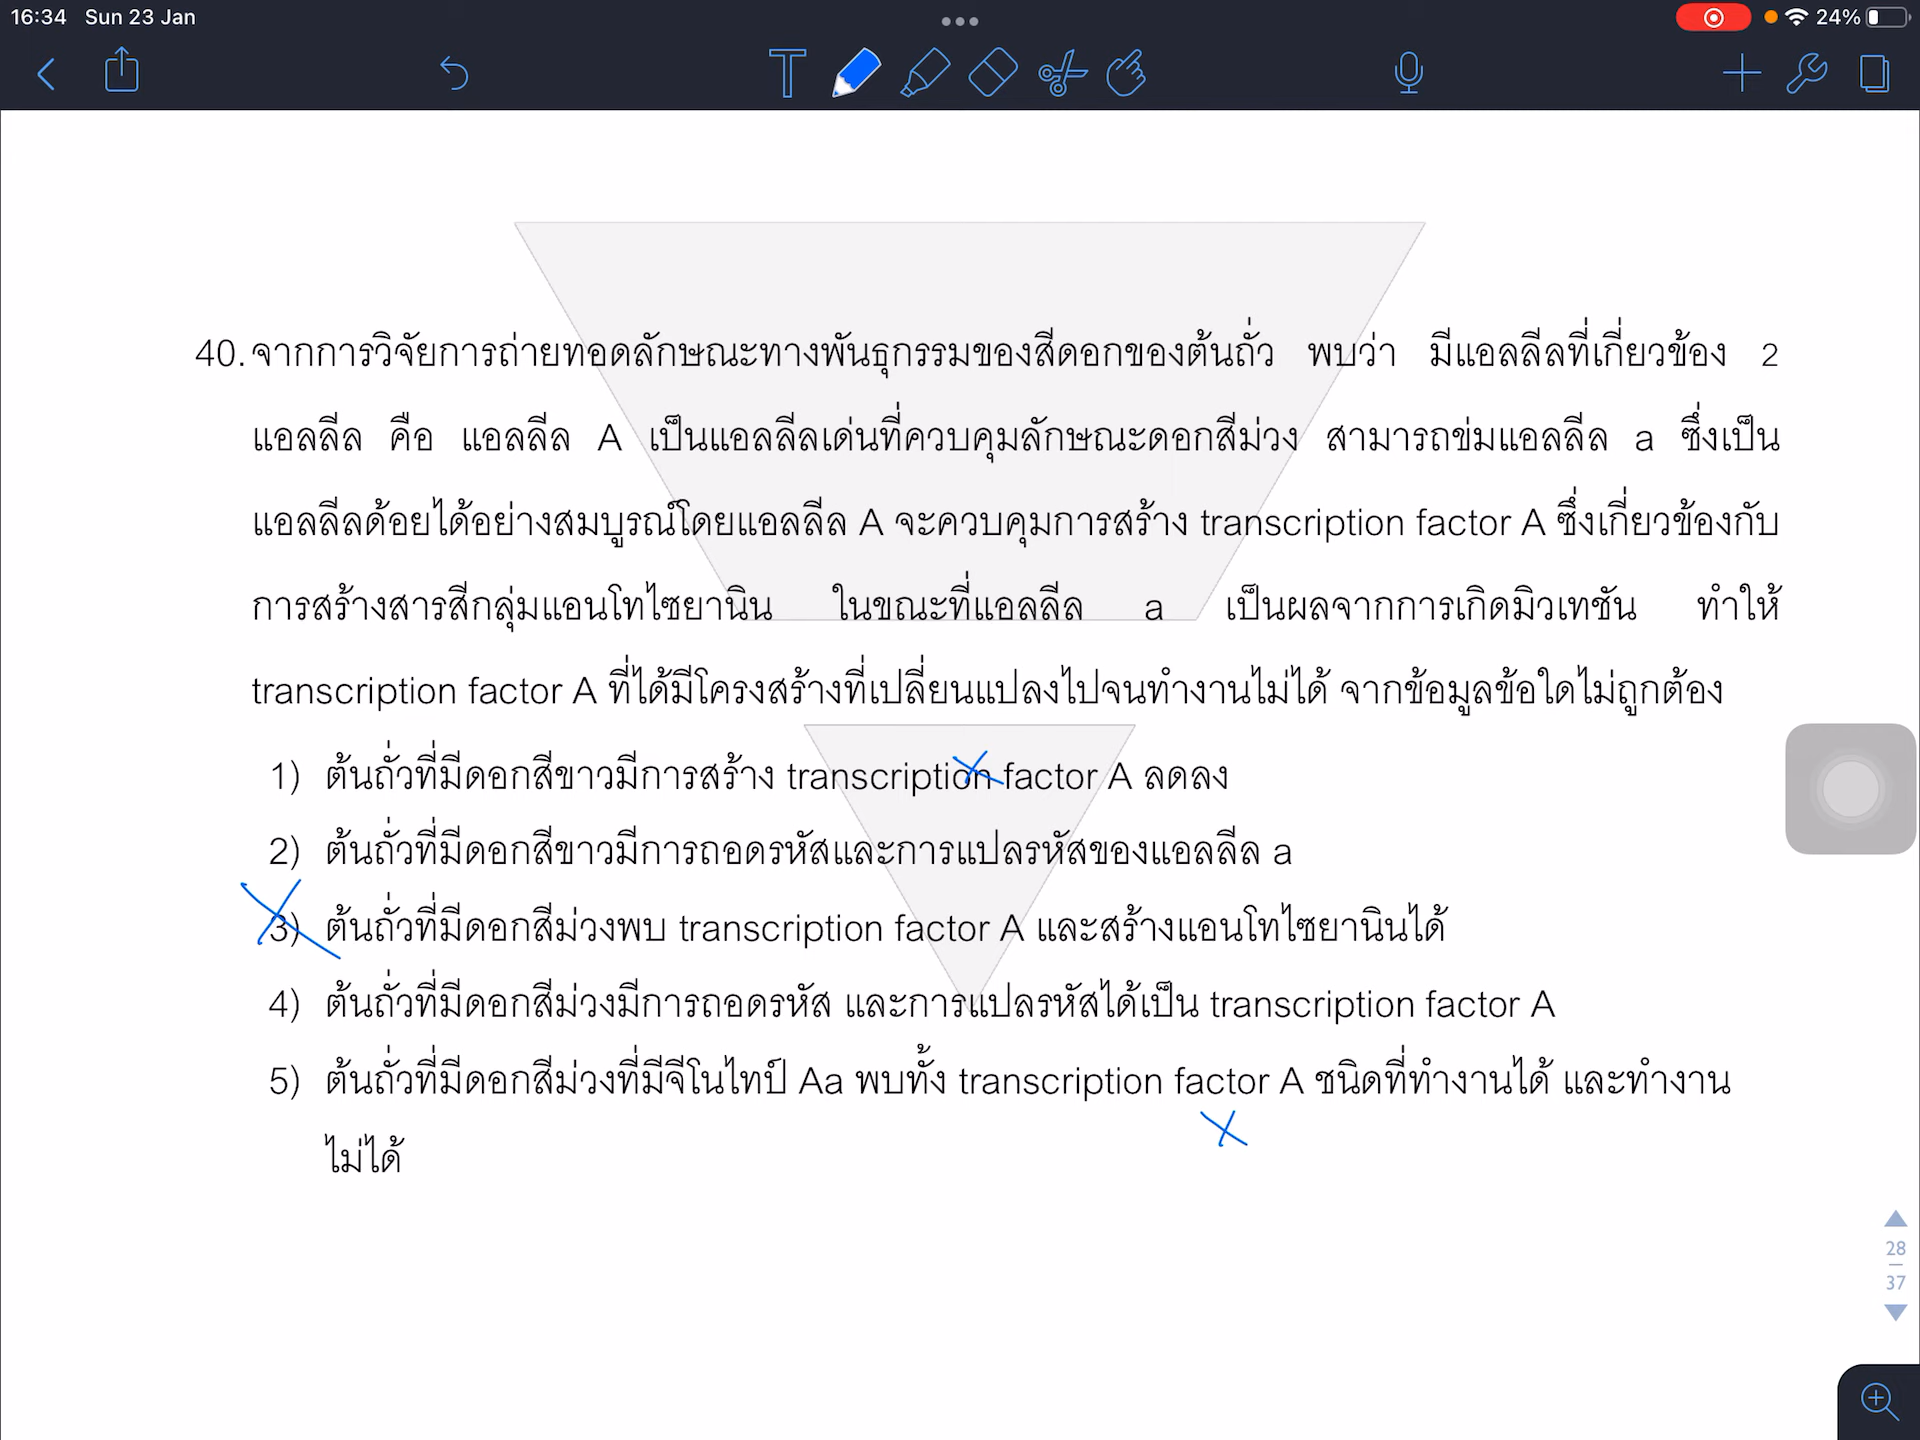 16:34 Sun 23 Jan
24%
T
40. จากการวิจัยการถ่ายทอดลักษณะทางพันธุกรรมของสีดอกของต้นถั่ว พบว่า มีแอลลีลที่เกี่ยวข้อง 2
แอลลีล คือ แอลลีล A เป็นแอลลีลเด่นที่ควบคุมลักษณะดอกสีม่วง สามารถข่มแอลลีล a ซึ่งเป็น
แอลลีลด้อยได้อย่างสมบูรณ์โดยแอลลีล A จะควบคุมการสร้าง transcription factor A ซึ่งเกี่ยวข้องกับ
การสร้างสารสีกลุ่มแอนโทไซยานิน ในขณะที่แอลลีล a เป็นผลจากการเกิดมิวเทชัน ทำให้
transcription factor A ที่ได้มีโครงสร้างที่เปลี่ยนแปลงไปจนทำงานไม่ได้ จากข้อมูลข้อใดไม่ถูกต้อง
1) ต้นถั่วที่มีดอกสีขาวมีการสร้าง transcription factor A ลดลง
2) ต้นถั่วที่มีดอกสีขาวมีการถอดรหัสและการแปลรหัสของแอลลีล a
3) ต้นถั่วที่มีดอกสีม่วงพบ transcription factor A และสร้างแอนโทไซยานินได้
4) ต้นถั่วที่มีดอกสีม่วงมีการถอดรหัส และการแปลรหัสได้เป็น transcription factor A
5) ต้นถั่วที่มีดอกสีม่วงที่มีจีโนไทป์ Aa พบทั้ง transcription factor A ชนิดที่ทำงานได้ และทำงาน
ไม่ได้
28
37